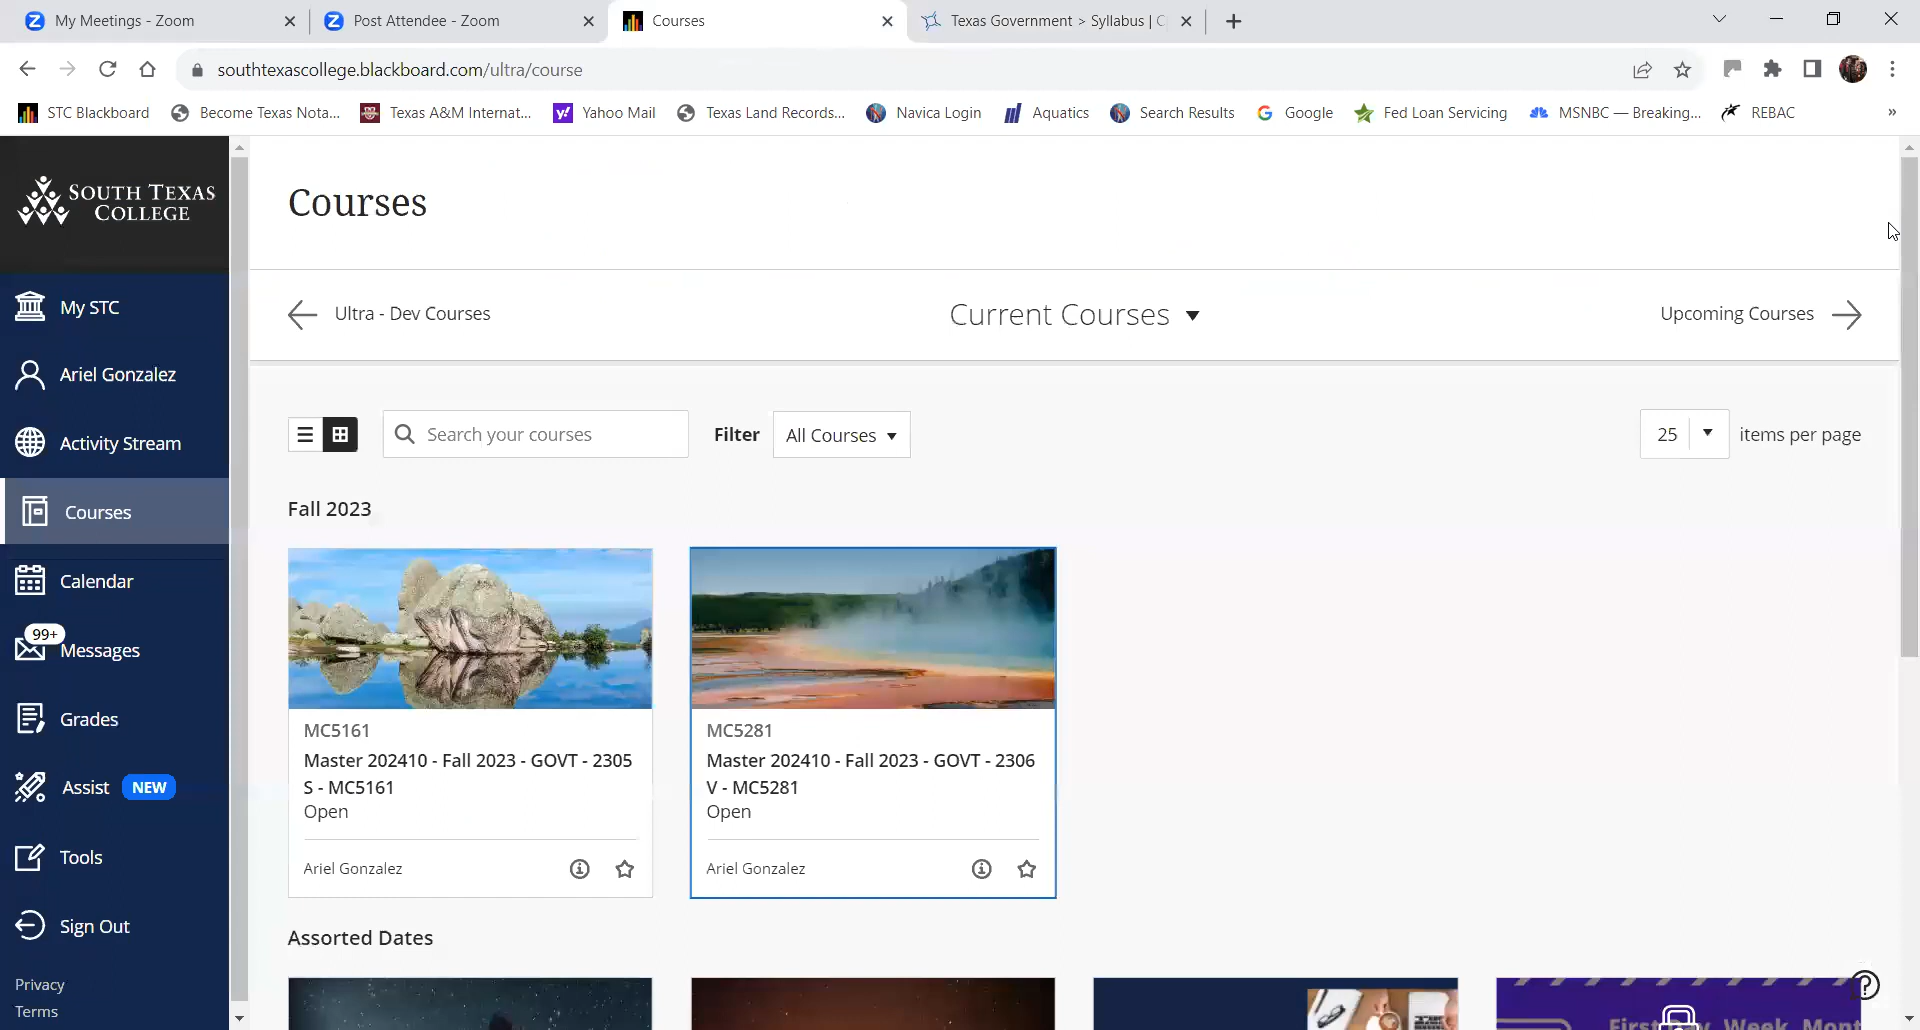 My Meetings - Zoom
Post Attendee - Zoom
Courses
Texas Government > Syllabus | C
southtexascollege.blackboard.com/ultra/course
STC Blackboard
Become Texas Nota...
Texas A&M Internat...
Yahoo Mail
Texas Land Records...
Navica Login
Aquatics
Search Results
Google
Fed Loan Servicing
MSNBC — Breaking...
REBAC
»
SOUTH TEXAS
COLLEGE
My STC
Ariel Gonzalez
Activity Stream
Courses
Calendar
99+
Messages
Grades
Assist NEW
Tools
Sign Out
Privacy
Terms
Courses
Ultra - Dev Courses
Current Courses
Upcoming Courses
Search your courses
Filter
All Courses
25
items per page
Fall 2023
MC5161
Master 202410 - Fall 2023 - GOVT - 2305
S - MC5161
Open
Ariel Gonzalez
MC5281
Master 202410 - Fall 2023 - GOVT - 2306
V - MC5281
Open
Ariel Gonzalez
Assorted Dates